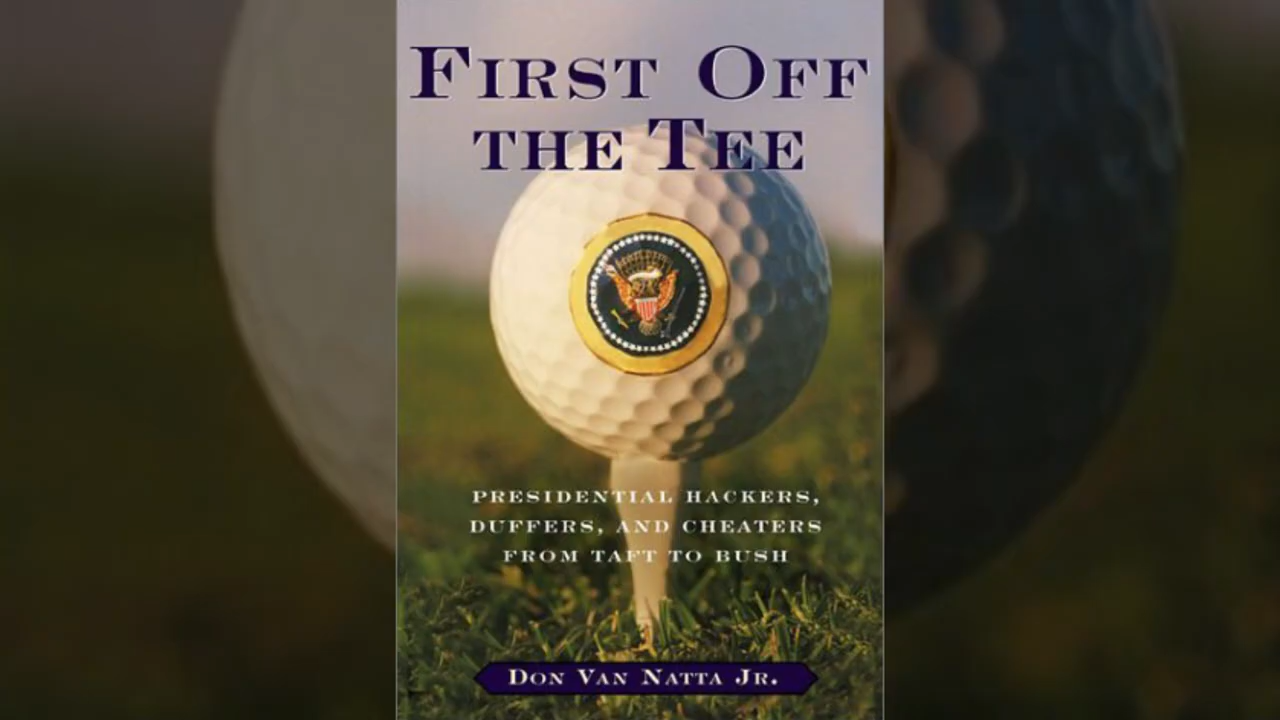 FIRST OFF
THE TEE
PRESIDENTIAL HACKERS,
DUFFERS, AND CHEATERS
FROM TAFT TO BUSH
DON VAN NATTA JR.